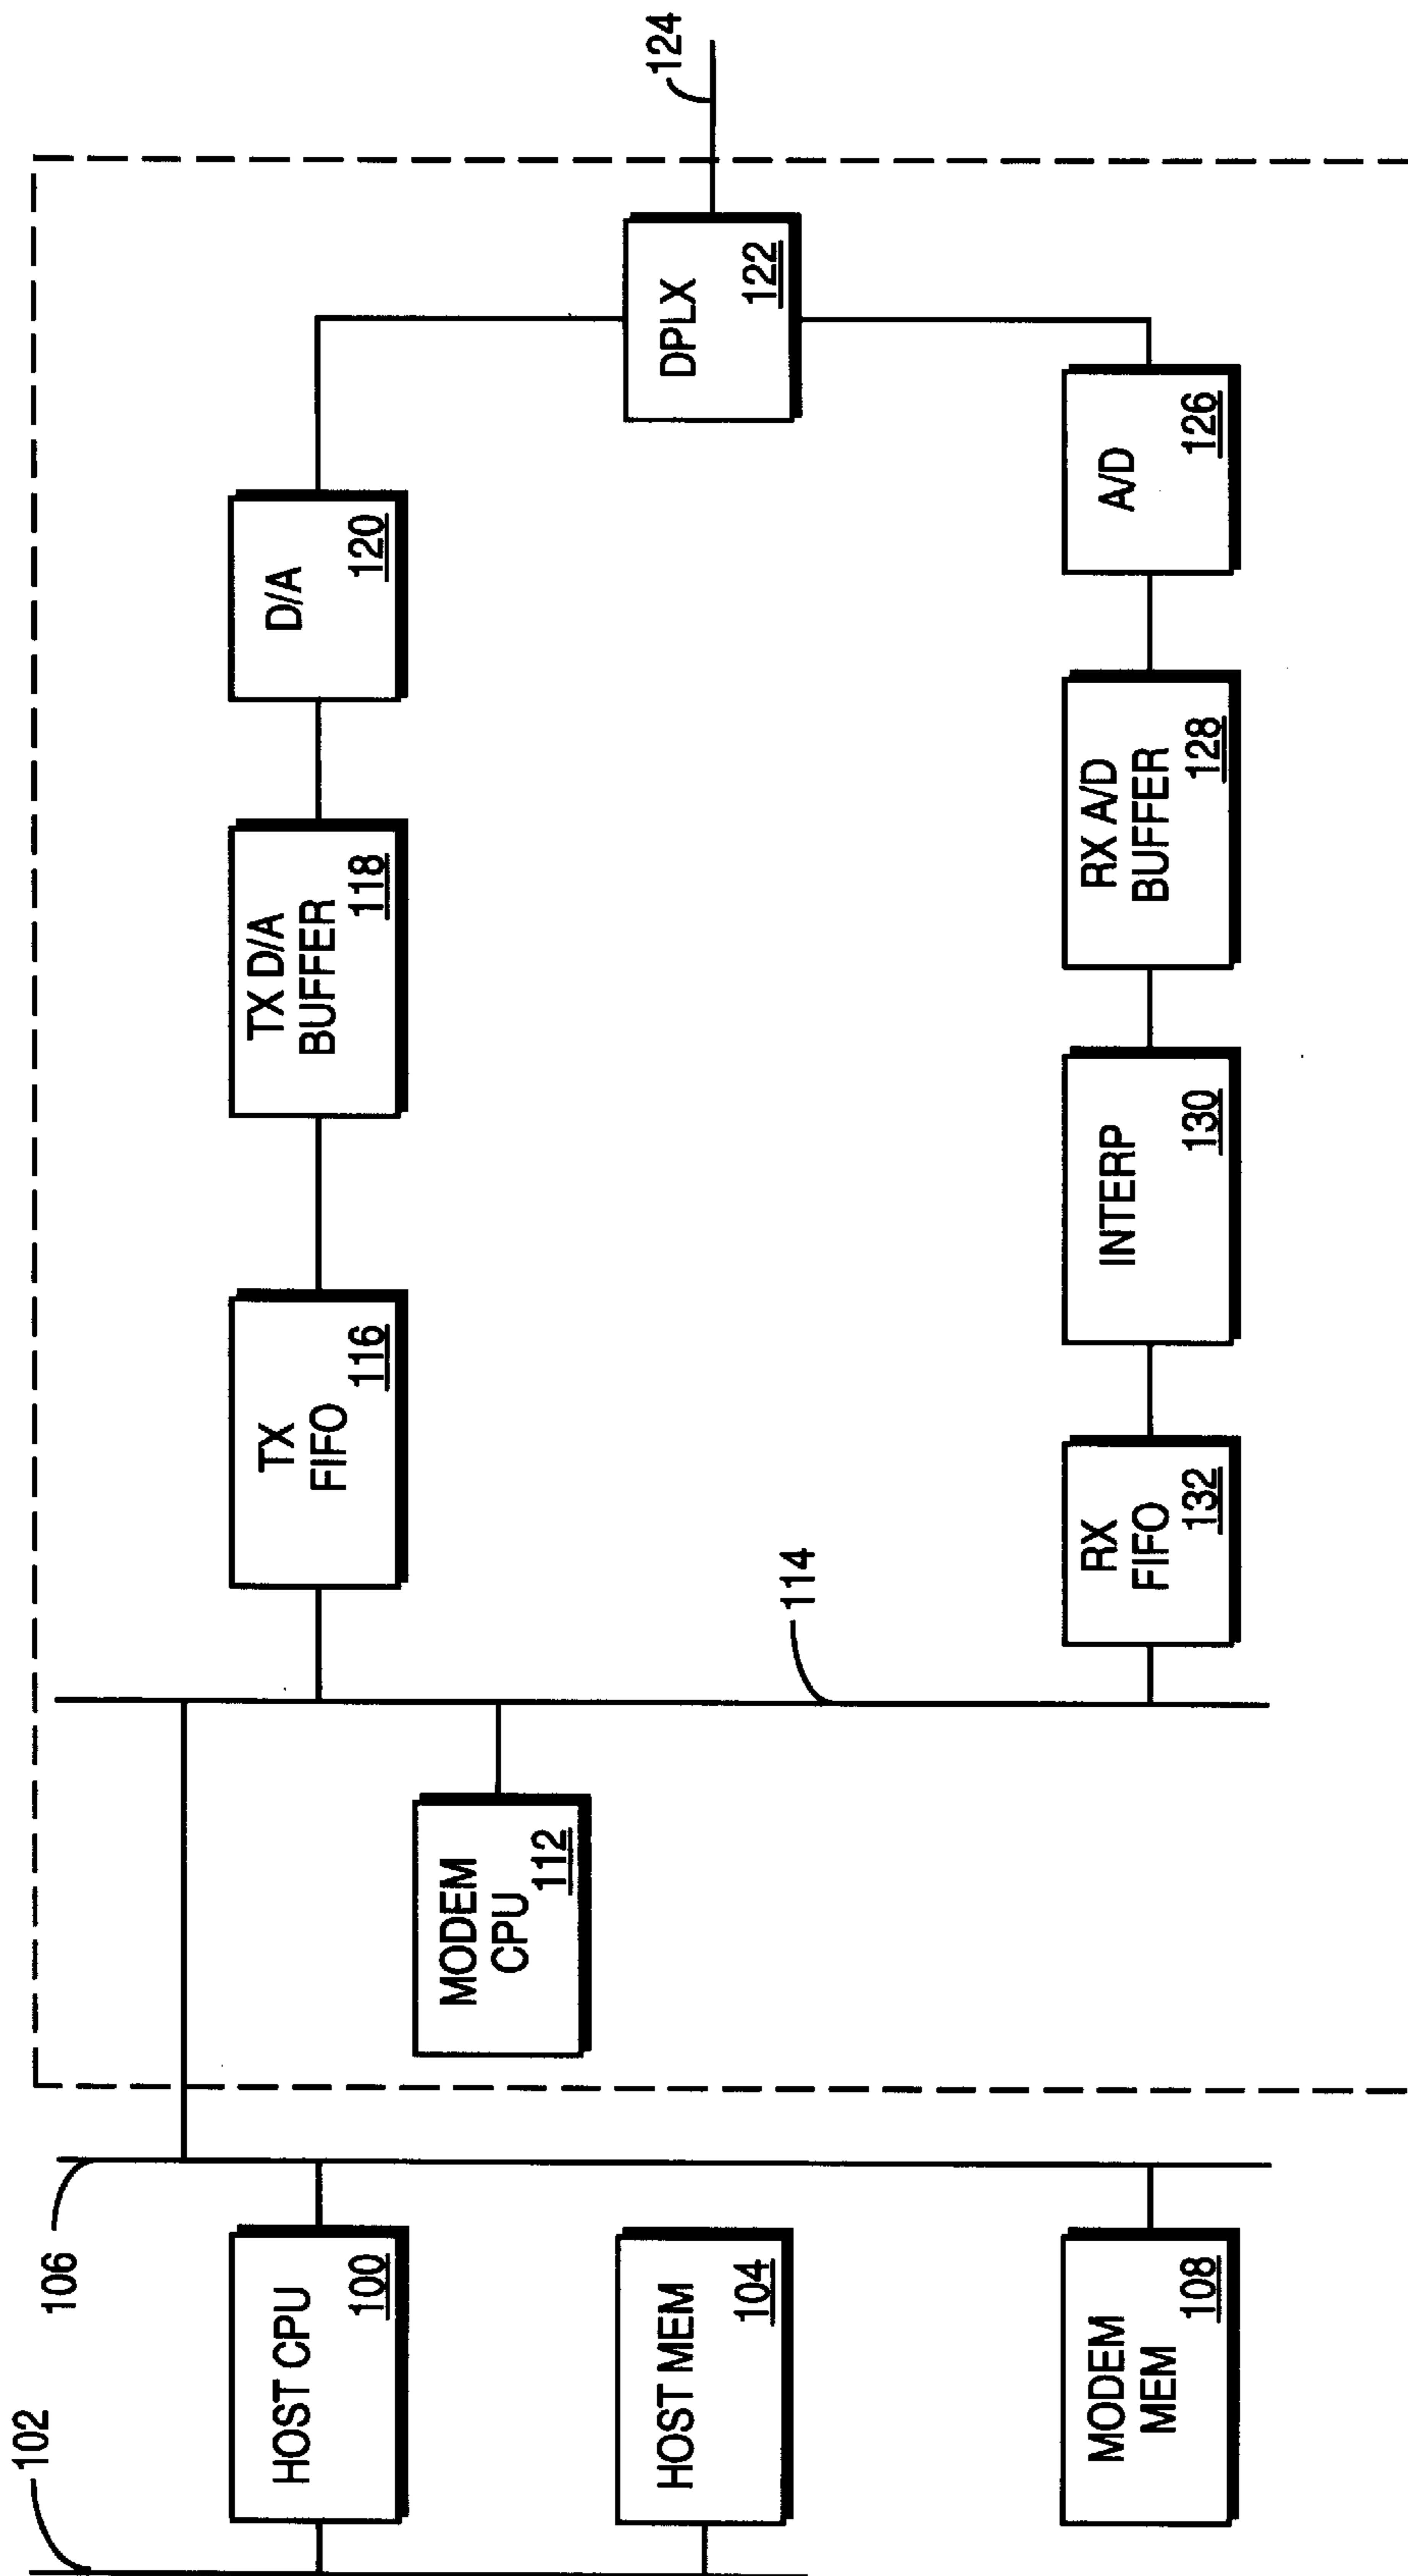 102
HOST CPU
100
HOST MEM
104
MODEM
MEM
108
106
MODEM
CPU
112
114
TX
FIFO
116
TX D/A
BUFFER
118
D/A
120
DPLX
122
124
RX
FIFO
132
INTERP
130
RX A/D
BUFFER
128
A/D
126